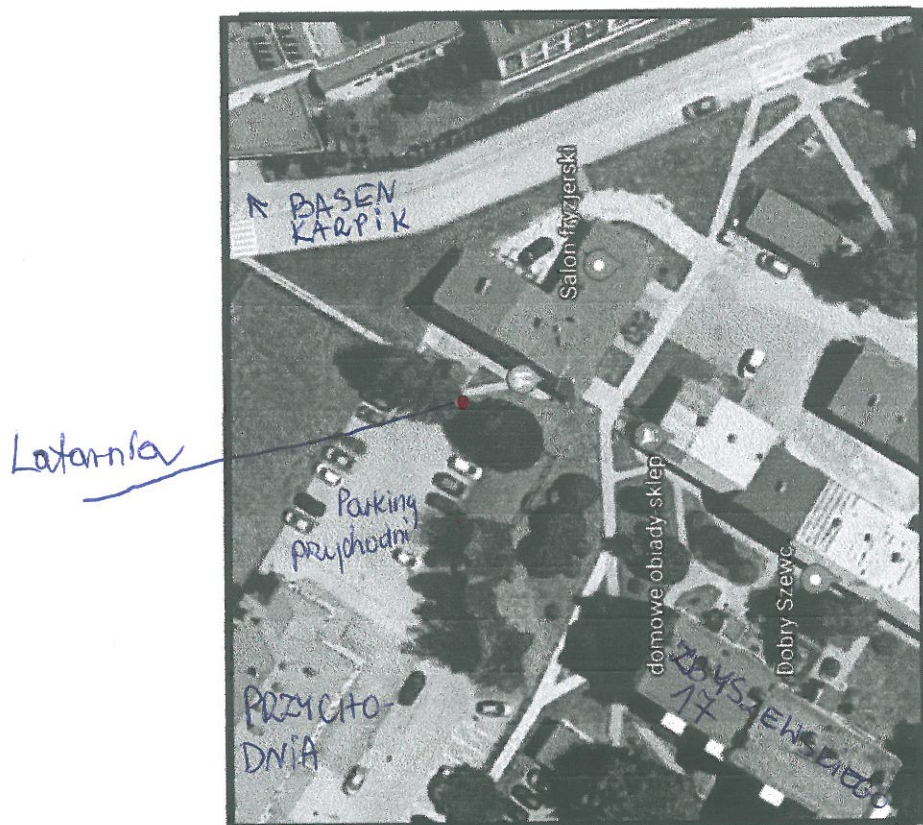 BASEN
KARPIK
Salon fryzjerski
Latarnia
Parking
przychodni
domowe obiady sklep
Dobry Szewc
PRZYCHO-
DNIA
17